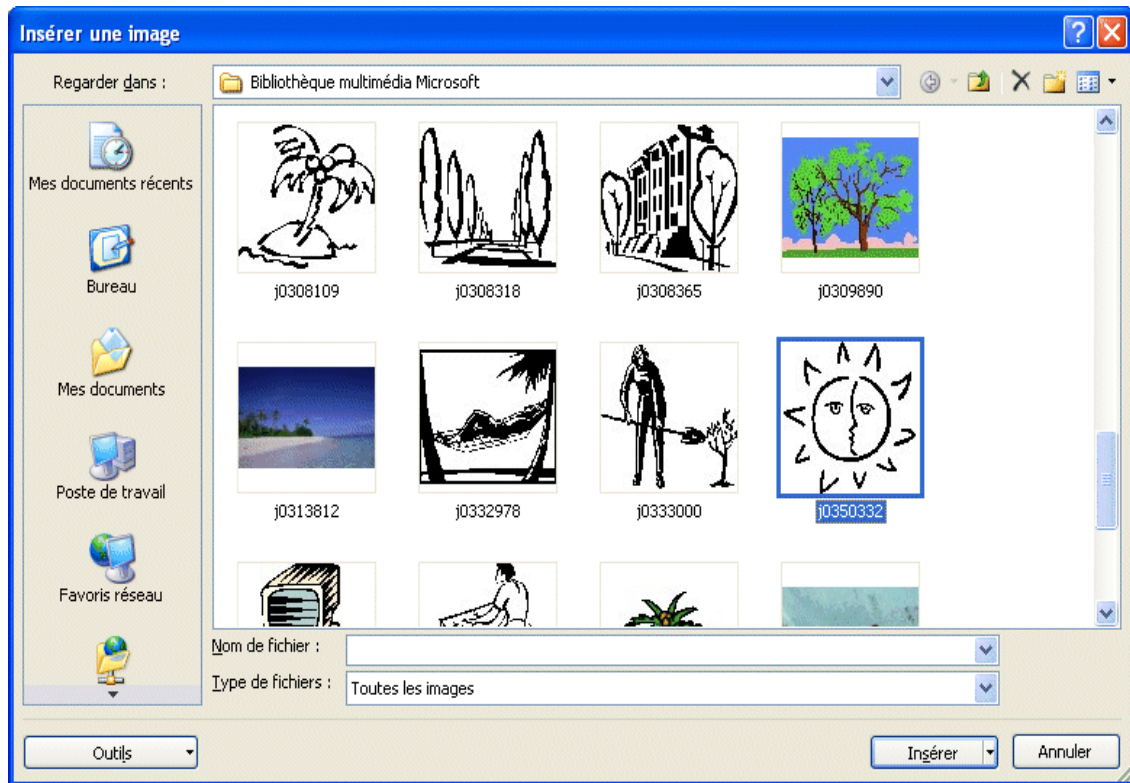 Insérer une image
Regarder dans :
Bibliothèque multimédia Microsoft
Mes documents récents
Bureau
Mes documents
Poste de travail
Favoris réseau
j0308109
j0308318
j0308365
j0309890
j0313812
j0332978
j0333000
j0350332
Nom de fichier :
Type de fichiers :
Toutes les images
Outils
Insérer
Annuler